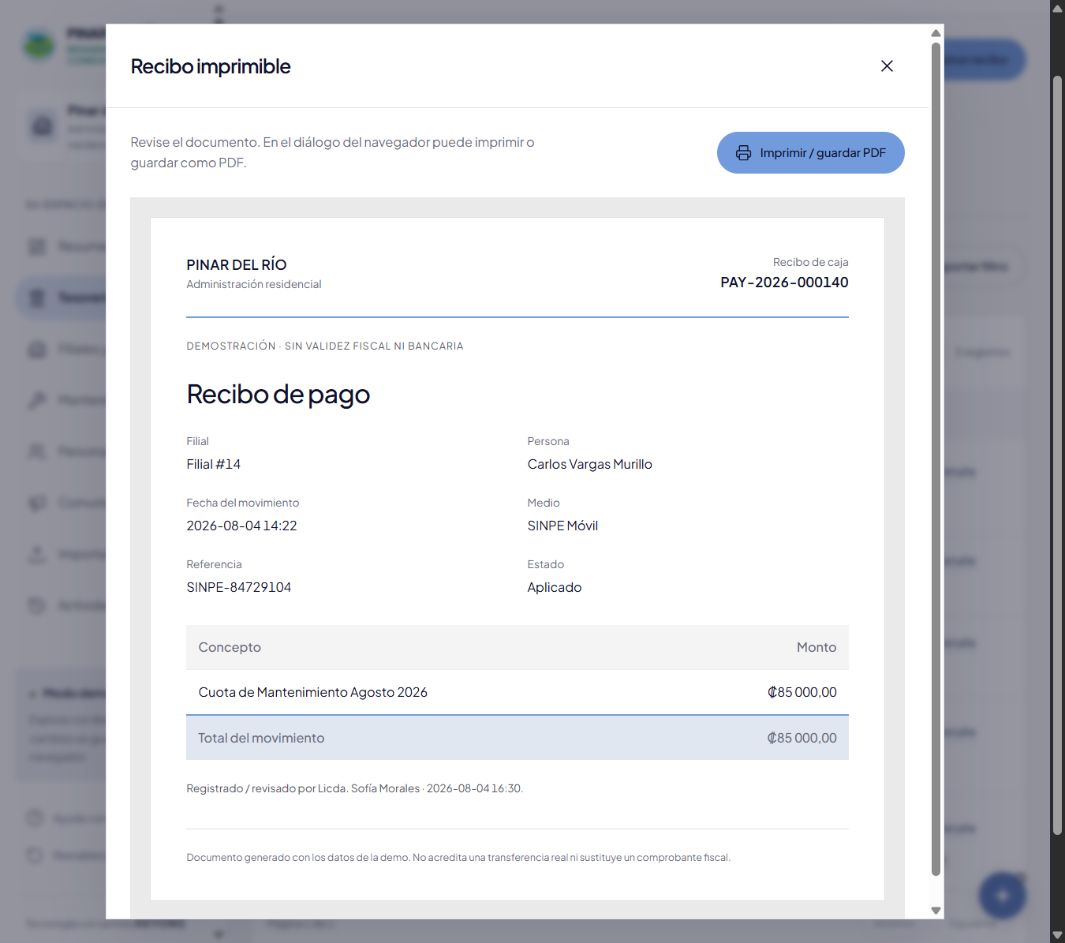 Recibo imprimible
Revise el documento. En el diálogo del navegador puede imprimir o
guardar como PDF.
Imprimir / guardar PDF
PINAR DEL RÍO
Administración residencial
Recibo de caja
PAY-2026-000140
DEMOSTRACIÓN · SIN VALIDEZ FISCAL NI BANCARIA
Recibo de pago
Filial
Filial #14
Persona
Carlos Vargas Murillo
Fecha del movimiento
2026-08-04 14:22
Medio
SINPE Móvil
Referencia
SINPE-84729104
Estado
Aplicado
Concepto Monto
Cuota de Mantenimiento Agosto 2026 ₡85 000,00
Total del movimiento ₡85 000,00
Registrado / revisado por Licda. Sofía Morales · 2026-08-04 16:30.
Documento generado con los datos de la demo. No acredita una transferencia real ni sustituye un comprobante fiscal.